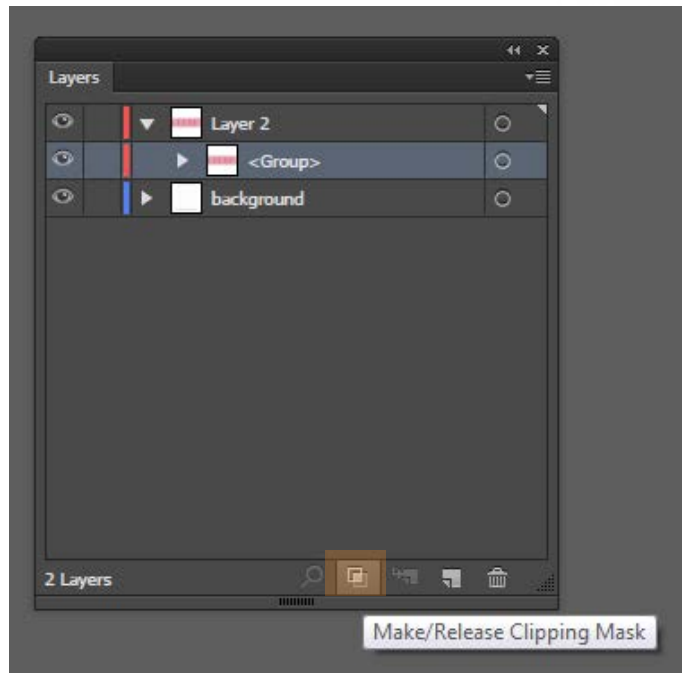 Layers
Layer 2
<Group>
background
2 Layers
Make/Release Clipping Mask